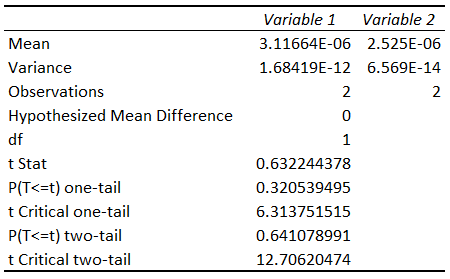 Variable 1 Variable 2
Mean 3.11664E-06 2.525E-06
Variance 1.68419E-12 6.569E-14
Observations 2 2
Hypothesized Mean Difference 0
df 1
t Stat 0.632244378
P(T<=t) one-tail 0.320539495
t Critical one-tail 6.313751515
P(T<=t) two-tail 0.641078991
t Critical two-tail 12.70620474